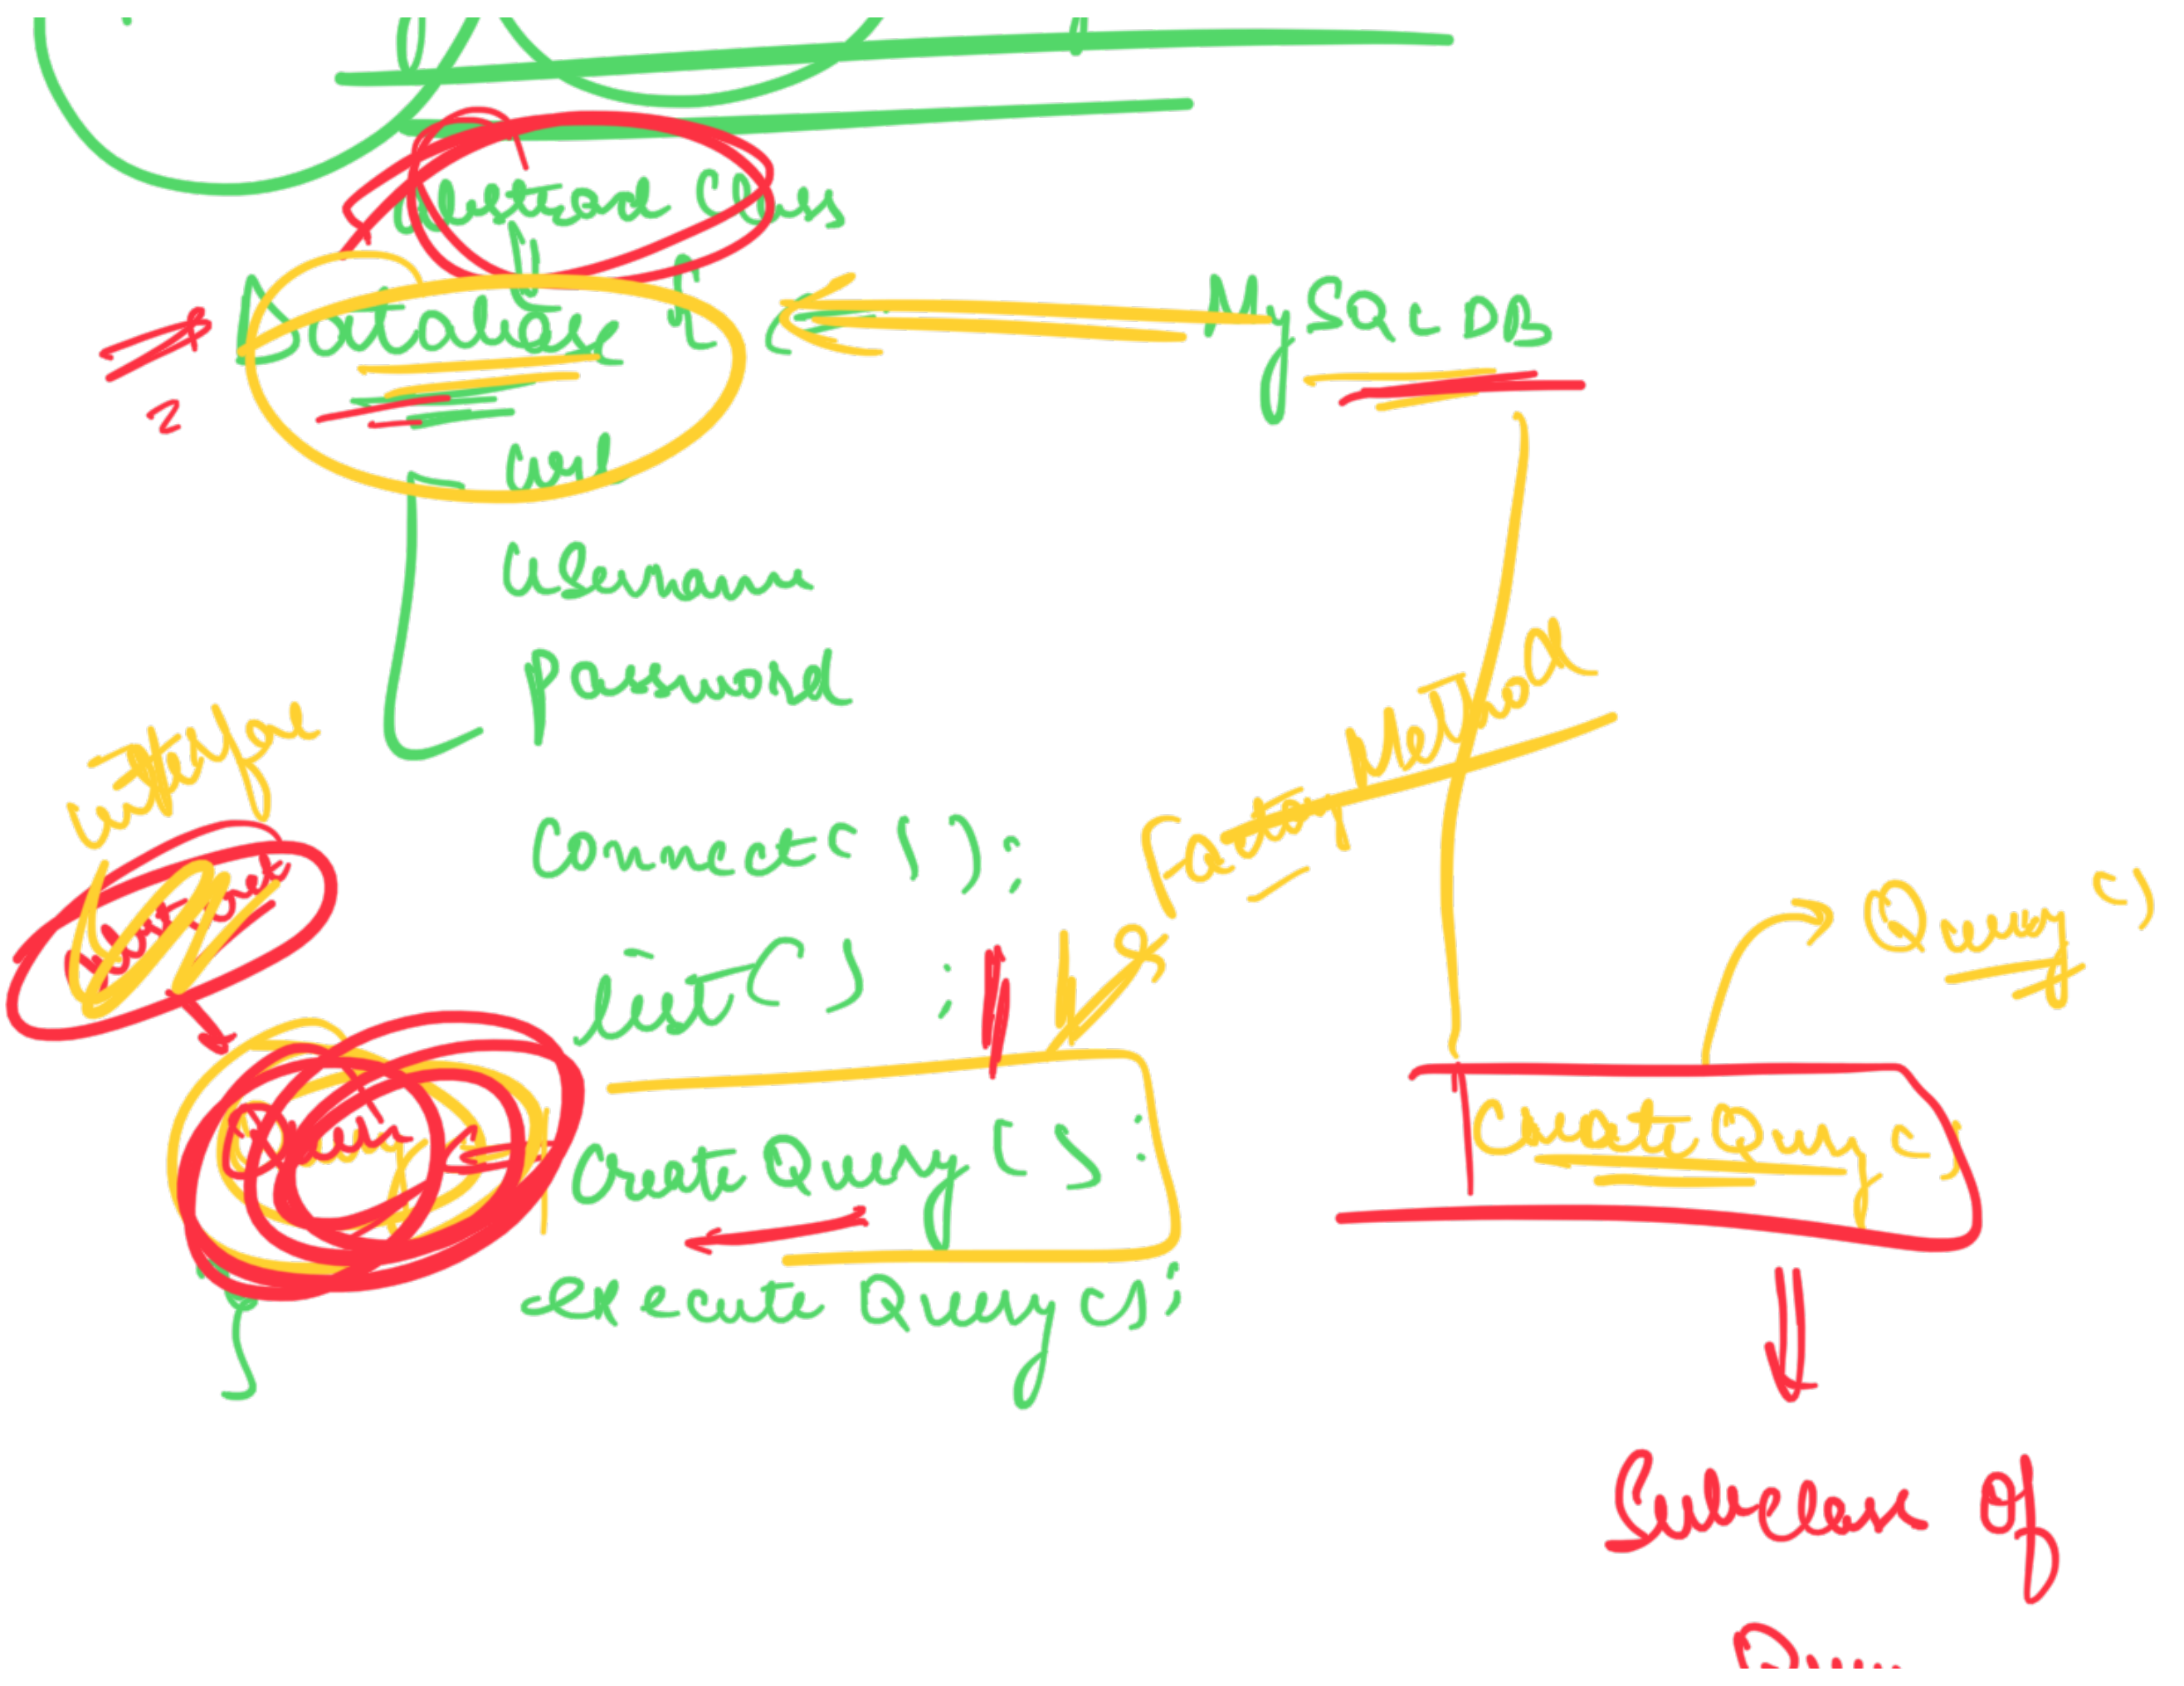 Abstract Class
Database {
MySQL DB
url
Username
password
Factory Method
interface
Connect ( );
init ( ) ;
Query ( )
Create Query ( ) ;
Create Query ( )
execute Query ( ) ;
}
Subclass Of